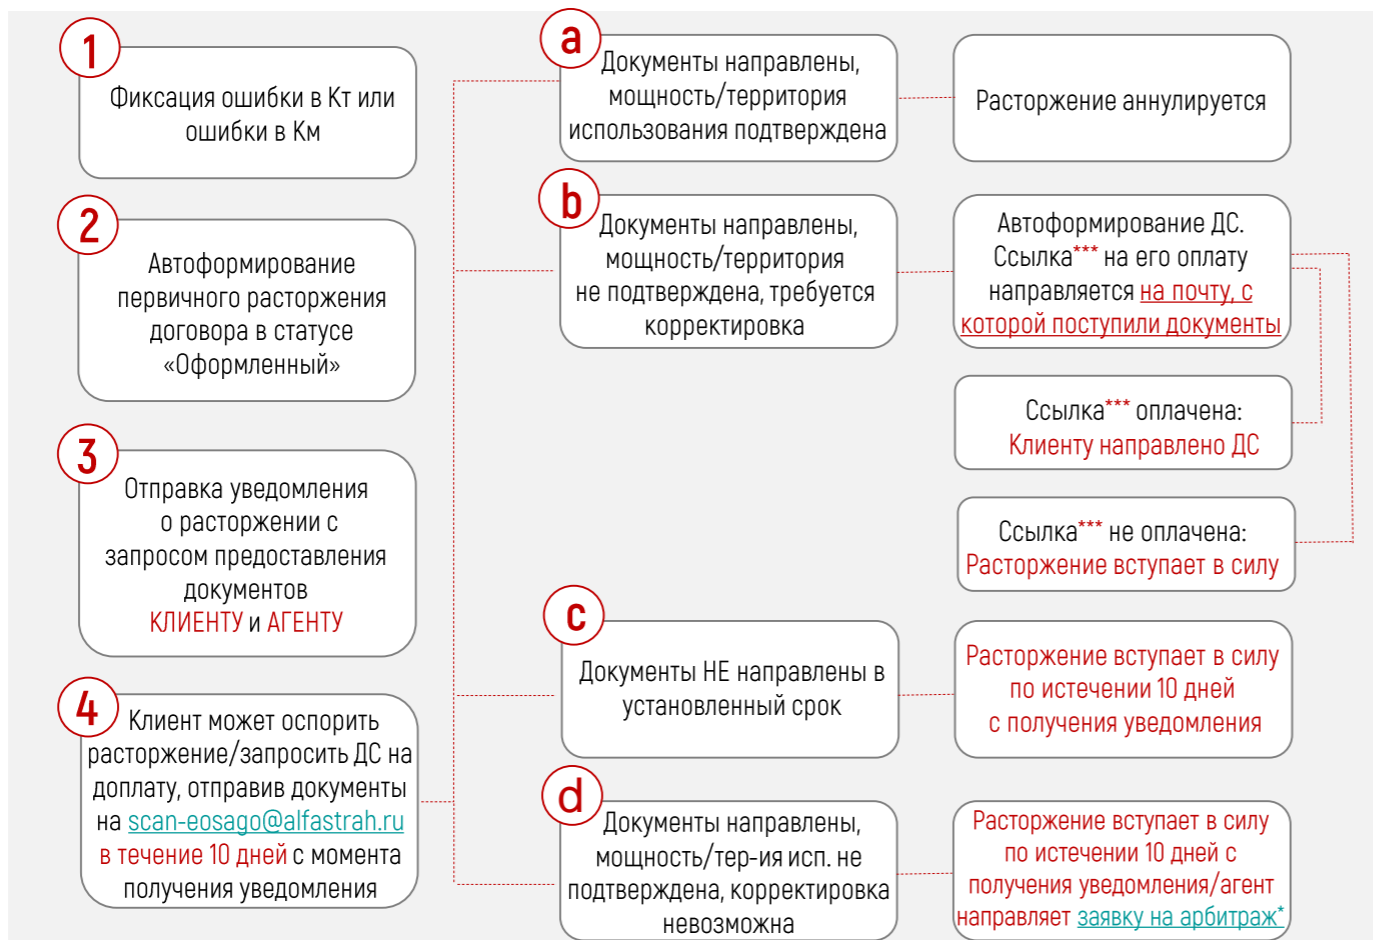 1
Фиксация ошибки в Кт или
ошибки в Км
2
Автоформирование
первичного расторжения
договора в статусе
«Оформленный»
3
Отправка уведомления
о расторжении с
запросом предоставления
документов
КЛИЕНТУ и АГЕНТУ
4
Клиент может оспорить
расторжение/запросить ДС на
доплату, отправив документы
на scan-eosago@alfastrah.ru
в течение 10 дней с момента
получения уведомления
a
Документы направлены,
мощность/территория
использования подтверждена
Расторжение аннулируется
b
Документы направлены,
мощность/территория
не подтверждена, требуется
корректировка
Автоформирование ДС.
Ссылка*** на его оплату
направляется на почту, с
которой поступили документы
Ссылка*** оплачена:
Клиенту направлено ДС
Ссылка*** не оплачена:
Расторжение вступает в силу
c
Документы НЕ направлены в
установленный срок
Расторжение вступает в силу
по истечении 10 дней
с получения уведомления
d
Документы направлены,
мощность/тер-ия исп. не
подтверждена, корректировка
невозможна
Расторжение вступает в силу
по истечении 10 дней с
получения уведомления/агент
направляет заявку на арбитраж*